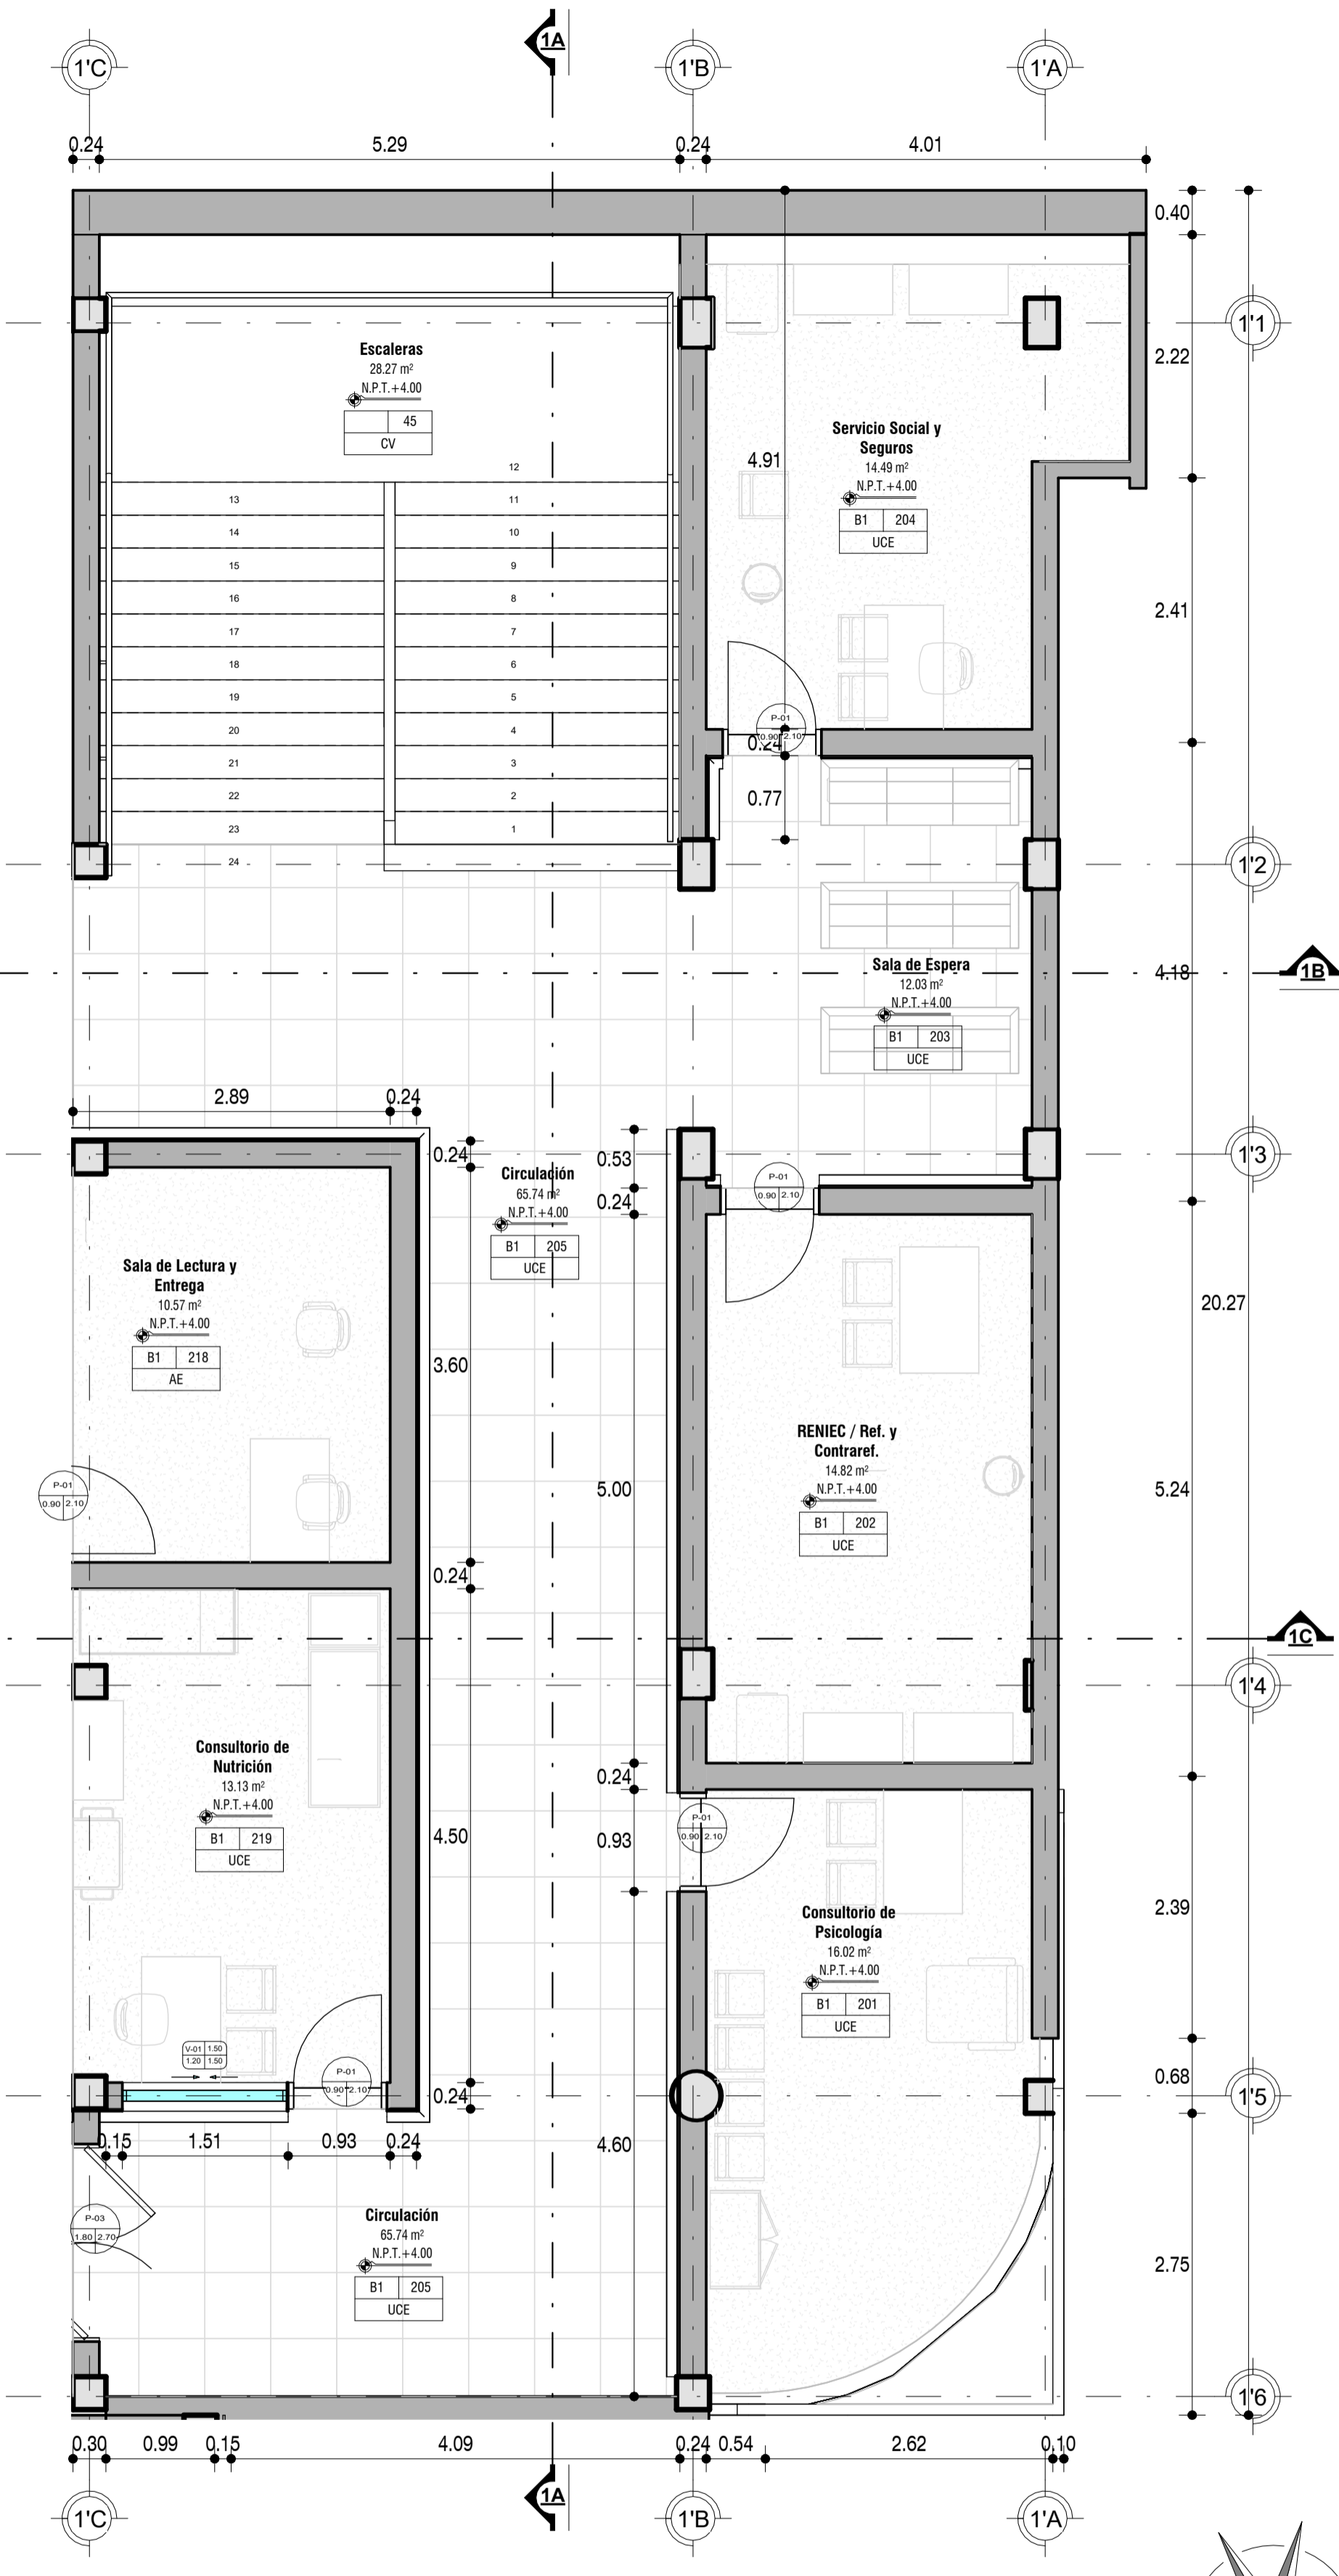 1'C
1A
1'B
1'A
0.24
5.29
0.24
4.01
0.40
1'1
Escaleras
28.27 m²
N.P.T.+4.00
45
CV
2.22
Servicio Social y
Seguros
14.49 m²
N.P.T.+4.00
B1 204
UCE
4.91
12
13
11
14
10
15
9
16
8
17
7
18
6
19
5
20
4
21
3
22
2
23
1
24
2.41
P-01
0.90 2.10
0.24
0.77
1'2
Sala de Espera
12.03 m²
N.P.T.+4.00
B1 203
UCE
4.18
1B
2.89
0.24
0.24
Circulación
65.74 m²
N.P.T.+4.00
B1 205
UCE
0.53
0.24
P-01
0.90 2.10
1'3
Sala de Lectura y
Entrega
10.57 m²
N.P.T.+4.00
B1 218
AE
3.60
20.27
RENIEC / Ref. y
Contraref.
14.82 m²
N.P.T.+4.00
B1 202
UCE
5.00
5.24
P-01
0.90 2.10
0.24
1C
1'4
Consultorio de
Nutrición
13.13 m²
N.P.T.+4.00
B1 219
UCE
4.50
0.24
0.93
P-01
0.90 2.10
2.39
Consultorio de
Psicología
16.02 m²
N.P.T.+4.00
B1 201
UCE
V-01 1.50
1.20 1.50
P-01
0.90 2.10
0.24
0.68
1'5
0.15
1.51
0.93
0.24
4.60
P-03
1.80 2.70
Circulación
65.74 m²
N.P.T.+4.00
B1 205
UCE
2.75
1'6
0.30
0.99
0.15
4.09
0.24
0.54
2.62
0.10
1'C
1A
1'B
1'A